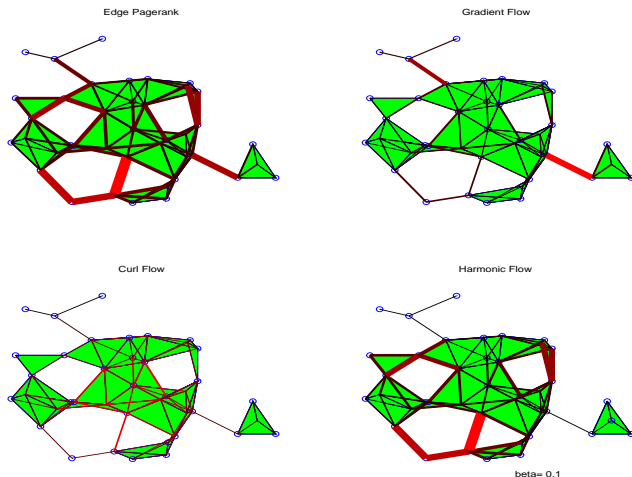 Edge Pagerank
Gradient Flow
Curl Flow
Harmonic Flow
beta= 0.1